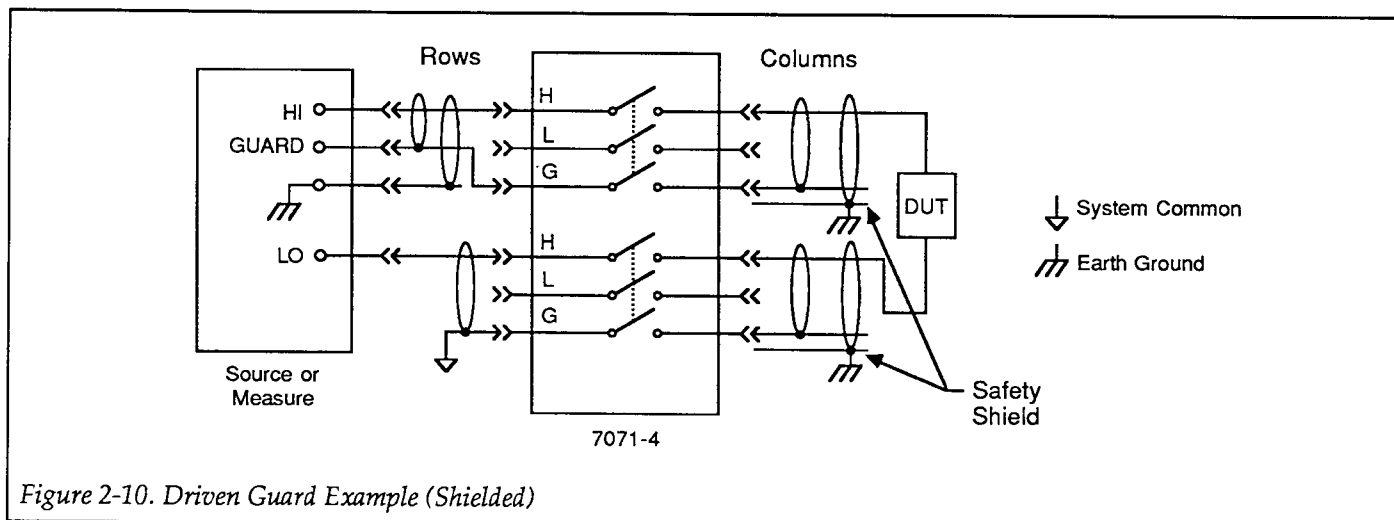 Rows
Columns
HI
GUARD
LO
H
L
G
H
L
G
DUT
System Common
Earth Ground
Source or
Measure
7071-4
Safety
Shield
Figure 2-10. Driven Guard Example (Shielded)